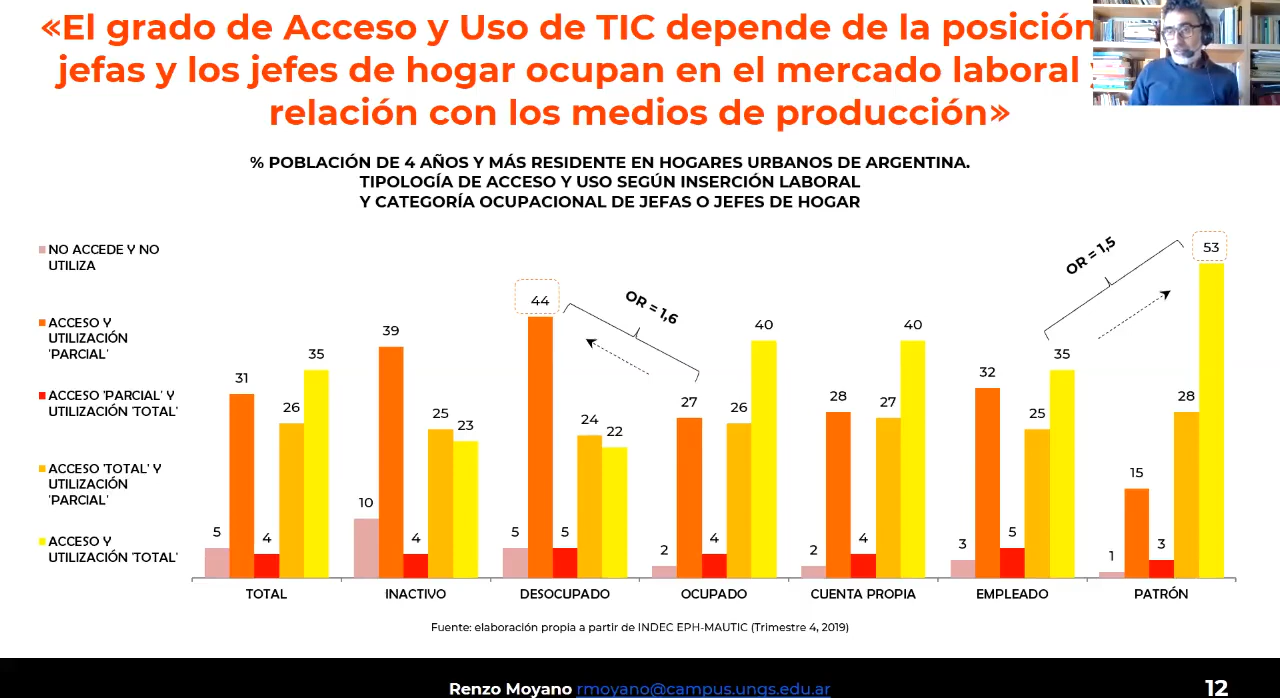 «El grado de Acceso y Uso de TIC depende de la posición
jefas y los jefes de hogar ocupan en el mercado laboral
relación con los medios de producción»
% POBLACIÓN DE 4 AÑOS Y MÁS RESIDENTE EN HOGARES URBANOS DE ARGENTINA.
TIPOLOGÍA DE ACCESO Y USO SEGÚN INSERCIÓN LABORAL
Y CATEGORÍA OCUPACIONAL DE JEFAS O JEFES DE HOGAR
NO ACCEDE Y NO
UTILIZA
ACCESO Y
UTILIZACIÓN
'PARCIAL'
ACCESO 'PARCIAL' Y
UTILIZACIÓN 'TOTAL'
ACCESO 'TOTAL' Y
UTILIZACIÓN
'PARCIAL'
ACCESO Y
UTILIZACIÓN 'TOTAL'
5
31
4
26
35
10
39
4
25
23
5
44
5
24
22
OR = 1,6
2
27
4
26
40
2
28
4
27
40
3
32
5
25
35
OR = 1,5
1
15
3
28
53
TOTAL
INACTIVO
DESOCUPADO
OCUPADO
CUENTA PROPIA
EMPLEADO
PATRÓN
Fuente: elaboración propia a partir de INDEC EPH-MAUTIC (Trimestre 4, 2019)
Renzo Moyano rmoyano@campus.ungs.edu.ar
12